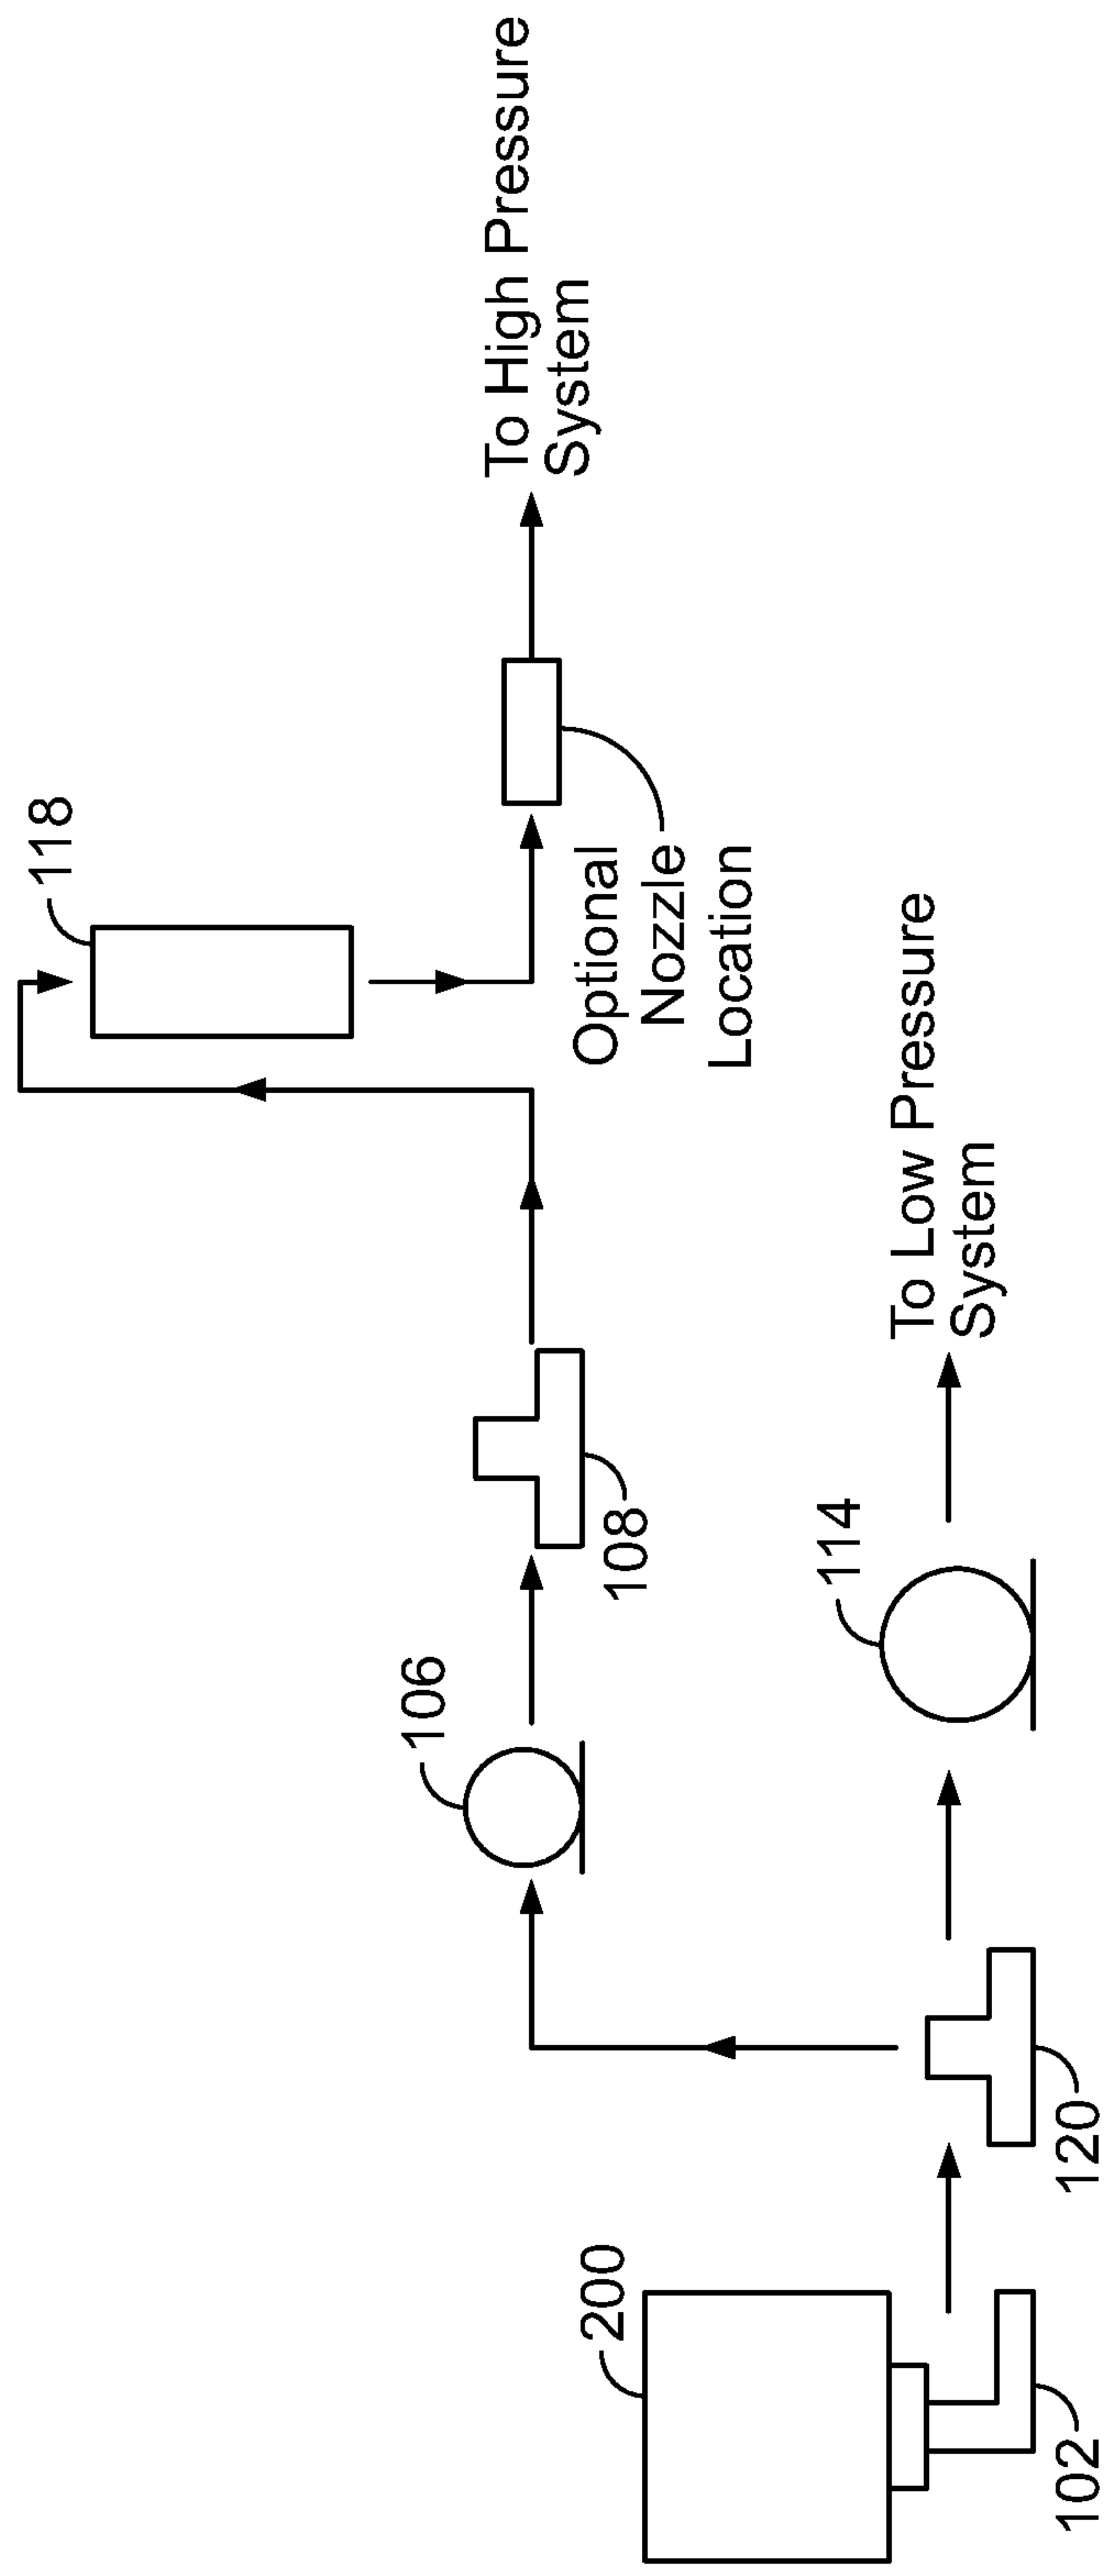 118
To High Pressure
System
Optional
Nozzle
Location
106
108
114
To Low Pressure
System
200
102
120